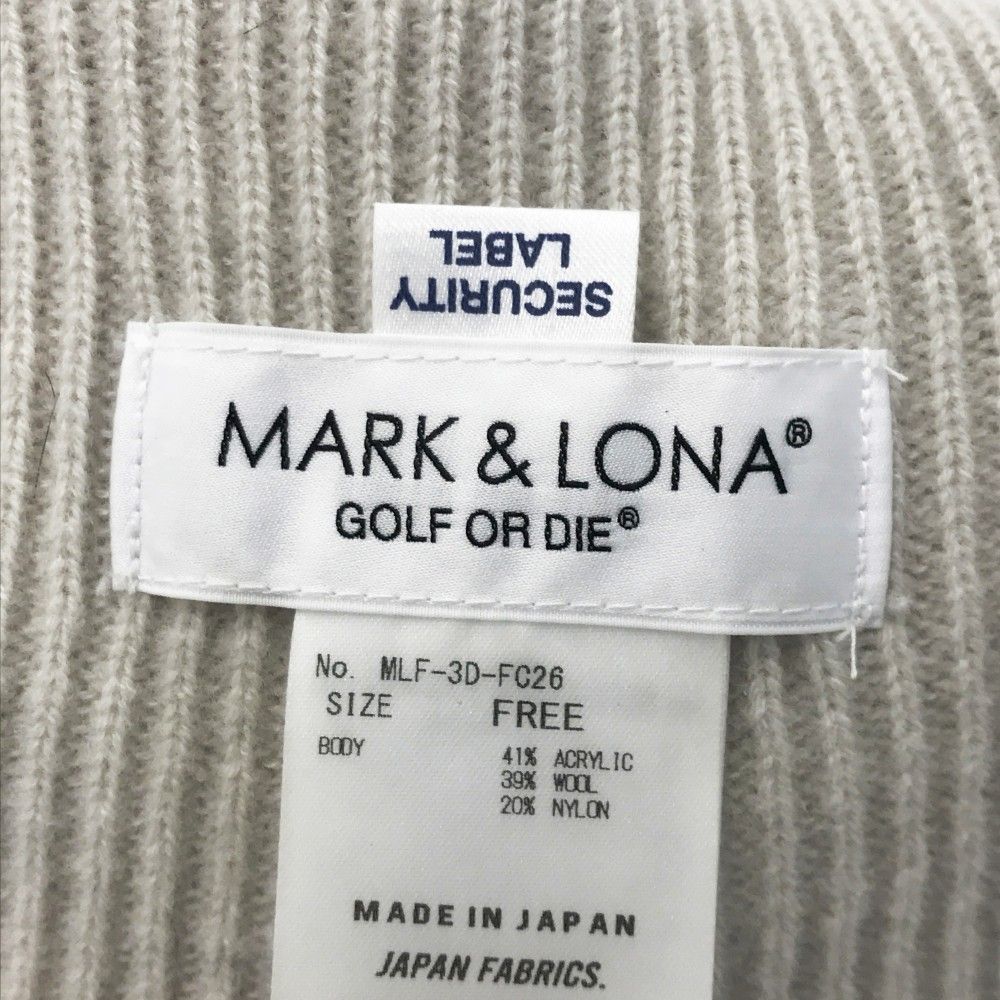 SECURITY
LABEL
MARK & LONA®
GOLF OR DIE®
No. MLF-3D-FC26
SIZE FREE
BODY 41% ACRYLIC
39% WOOL
20% NYLON
MADE IN JAPAN
JAPAN FABRICS.